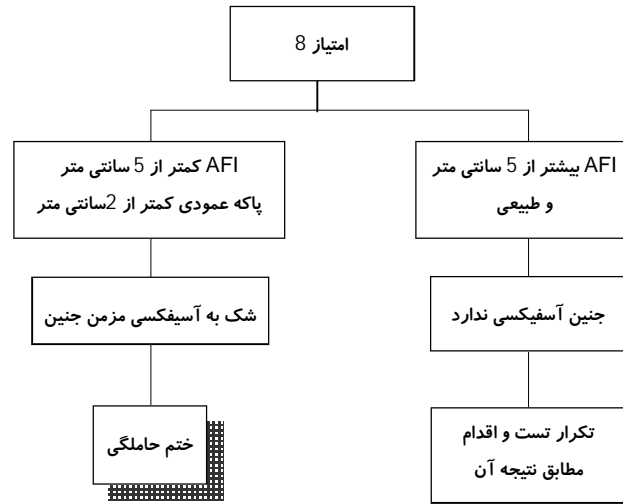 امتیاز 8
AFI بیشتر از 5 سانتی متر
و طبیعی
AFI کمتر از 5 سانتی متر
پاکه عمودی کمتر از 2سانتی متر
جنین آسفیکسی ندارد
شک به آسیفکسی مزمن جنین
تکرار تست و اقدام
مطابق نتیجه آن
ختم حاملگی